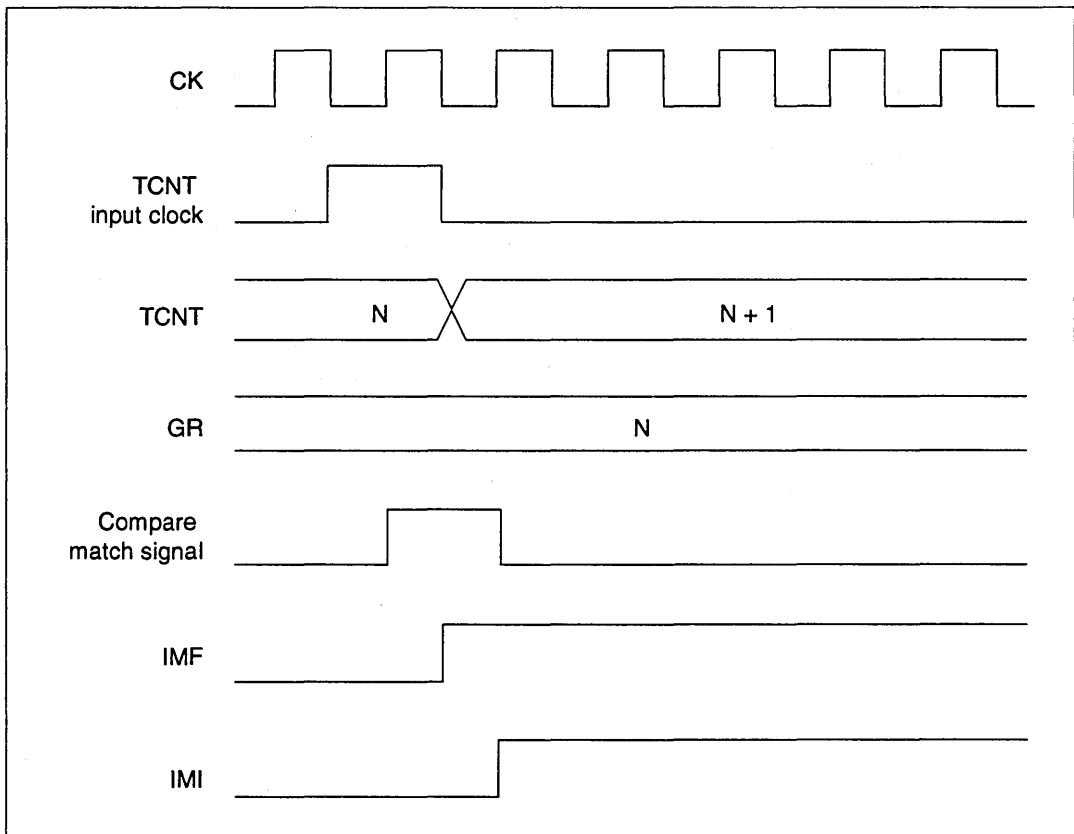 CK
TCNT
input clock
TCNT
N
N + 1
GR
N
Compare
match signal
IMF
IMI